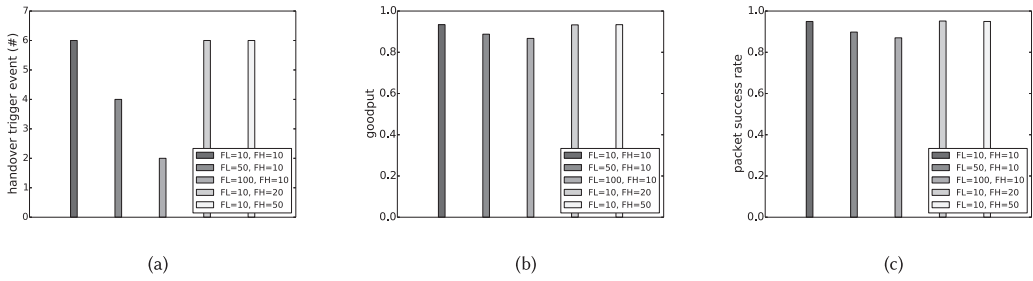 7
6
5
4
3
2
1
0
handover trigger event (#)
FL=10, FH=10
FL=50, FH=10
FL=100, FH=10
FL=10, FH=20
FL=10, FH=50
(a)
1.0
0.8
0.6
0.4
0.2
0.0
goodput
FL=10, FH=10
FL=50, FH=10
FL=100, FH=10
FL=10, FH=20
FL=10, FH=50
(b)
1.0
0.8
0.6
0.4
0.2
0.0
packet success rate
FL=10, FH=10
FL=50, FH=10
FL=100, FH=10
FL=10, FH=20
FL=10, FH=50
(c)